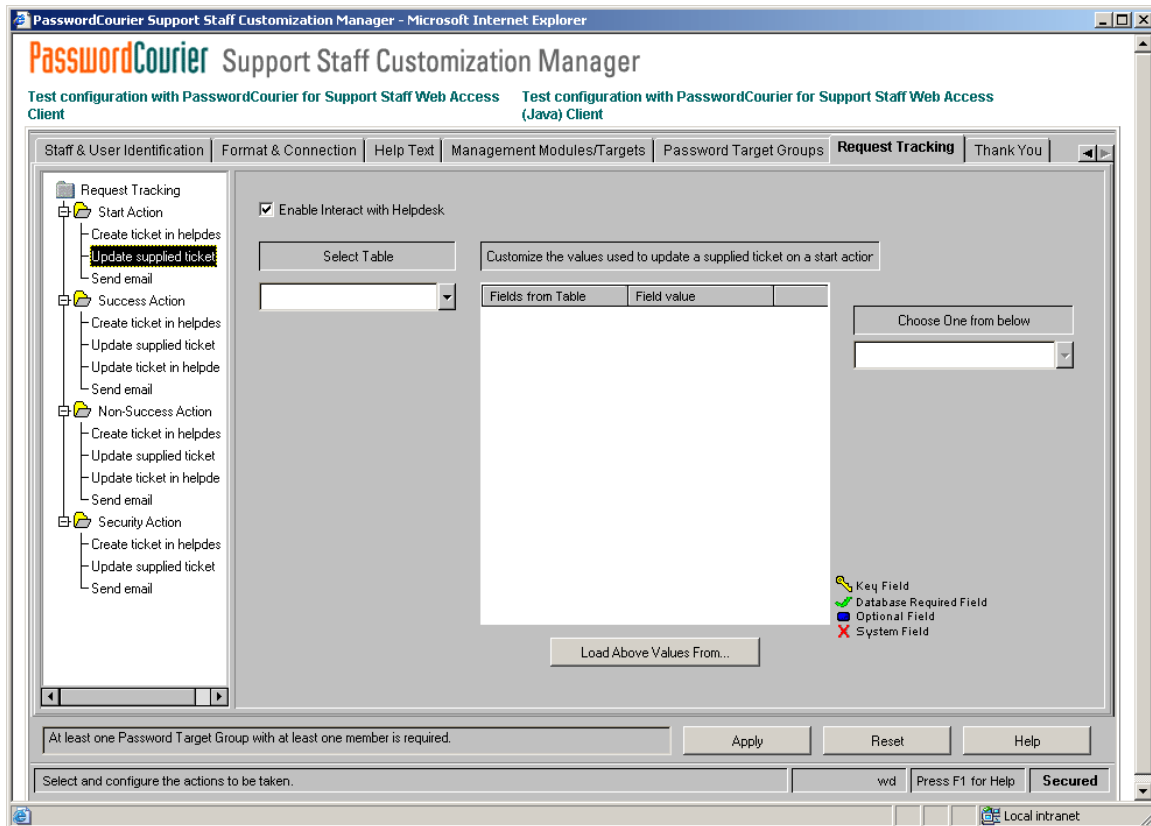 PasswordCourier Support Staff Customization Manager - Microsoft Internet Explorer
PasswordCourier Support Staff Customization Manager
Test configuration with PasswordCourier for Support Staff Web Access Client
Test configuration with PasswordCourier for Support Staff Web Access (Java) Client
Staff & User Identification
Format & Connection
Help Text
Management Modules/Targets
Password Target Groups
Request Tracking
Thank You
Request Tracking
Start Action
Create ticket in helpdes
Update supplied ticket
Send email
Success Action
Create ticket in helpdes
Update supplied ticket
Update ticket in helpde
Send email
Non-Success Action
Create ticket in helpdes
Update supplied ticket
Update ticket in helpde
Send email
Security Action
Create ticket in helpdes
Update supplied ticket
Send email
Enable Interact with Helpdesk
Select Table
Customize the values used to update a supplied ticket on a start action
Fields from Table
Field value
Choose One from below
Key Field
Database Required Field
Optional Field
System Field
Load Above Values From...
At least one Password Target Group with at least one member is required.
Apply
Reset
Help
Select and configure the actions to be taken.
wd
Press F1 for Help
Secured
Local intranet